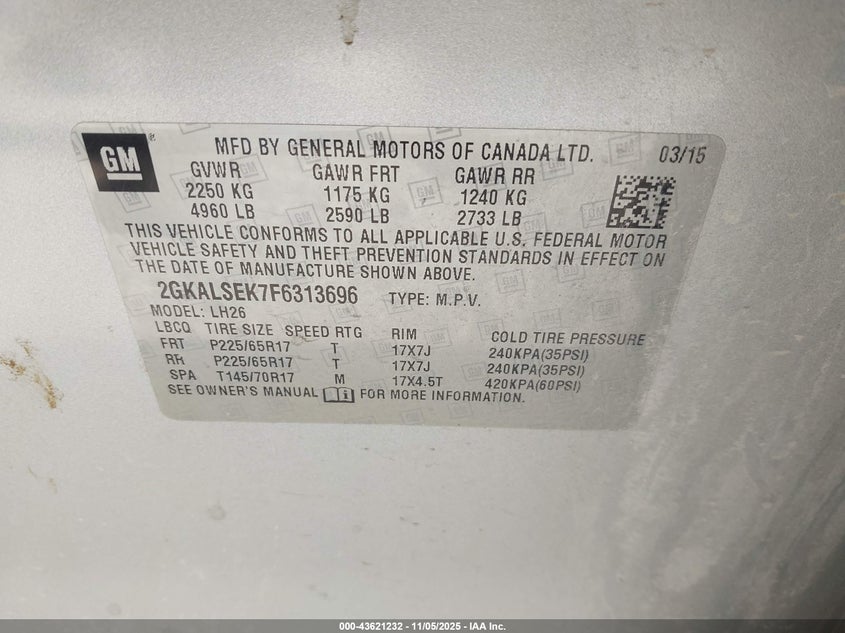 GM
MFD BY GENERAL MOTORS OF CANADA LTD. 03/15
GVWR GAWR FRT GAWR RR
2250 KG 1175 KG 1240 KG
4960 LB 2590 LB 2733 LB
THIS VEHICLE CONFORMS TO ALL APPLICABLE U.S. FEDERAL MOTOR
VEHICLE SAFETY AND THEFT PREVENTION STANDARDS IN EFFECT ON
THE DATE OF MANUFACTURE SHOWN ABOVE.
2GKALSEK7F6313696 TYPE: M.P.V.
MODEL: LH26
LBCQ TIRE SIZE SPEED RTG RIM COLD TIRE PRESSURE
FRT P225/65R17 T 17X7J 240KPA(35PSI)
RR P225/65R17 T 17X7J 240KPA(35PSI)
SPA T145/70R17 M 17X4.5T 420KPA(60PSI)
SEE OWNER'S MANUAL FOR MORE INFORMATION.
000-43621232 - 11/05/2025 - IAA Inc.